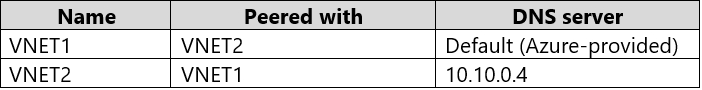 Name Peered with DNS server
VNET1 VNET2 Default (Azure-provided)
VNET2 VNET1 10.10.0.4